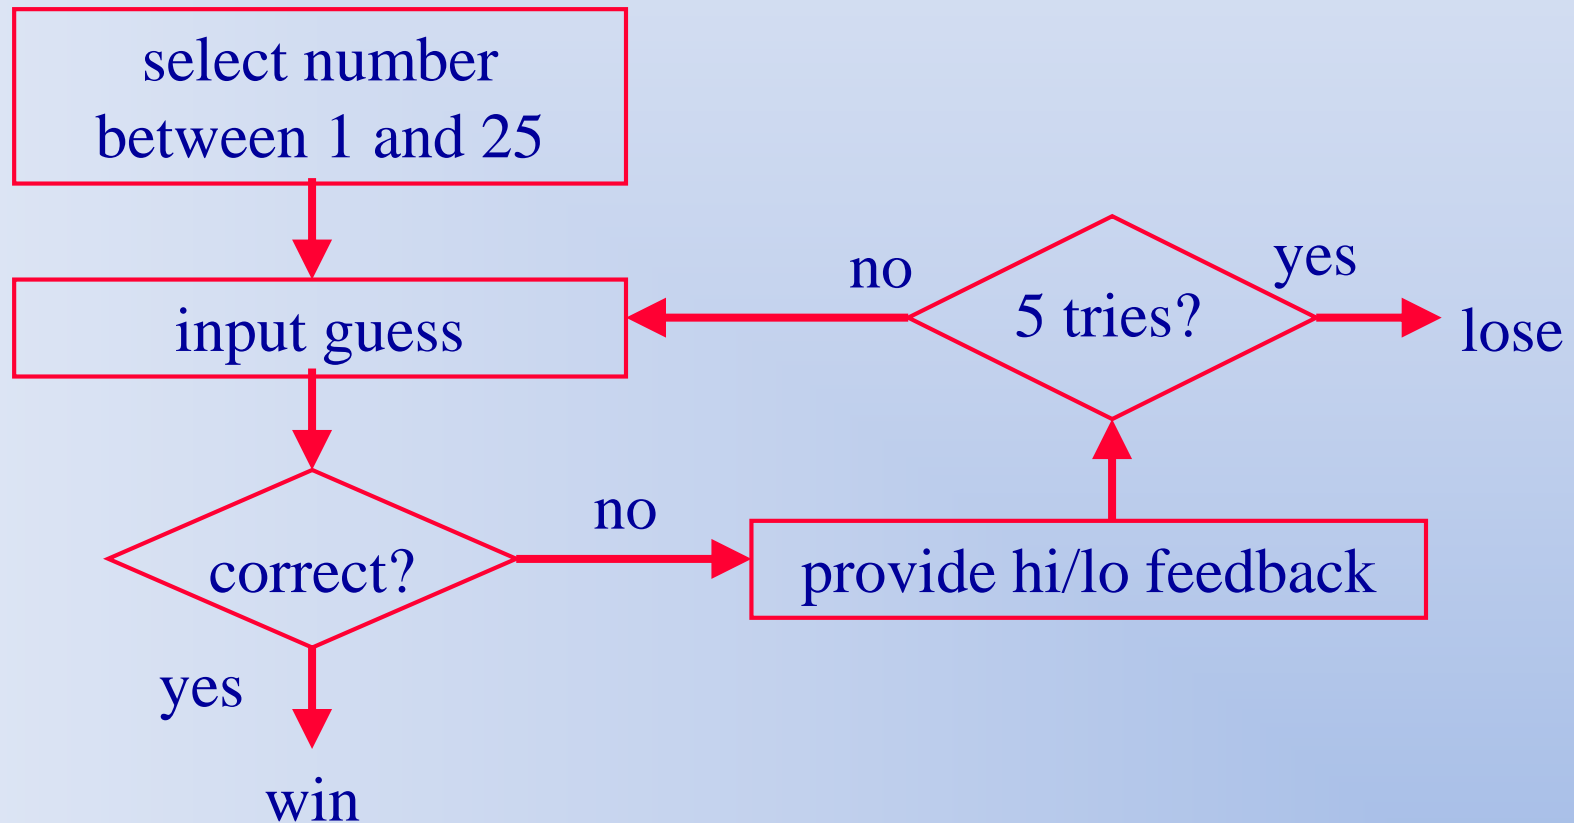 select number
between 1 and 25
input guess
correct?
yes
win
no
provide hi/lo feedback
5 tries?
no
yes
lose